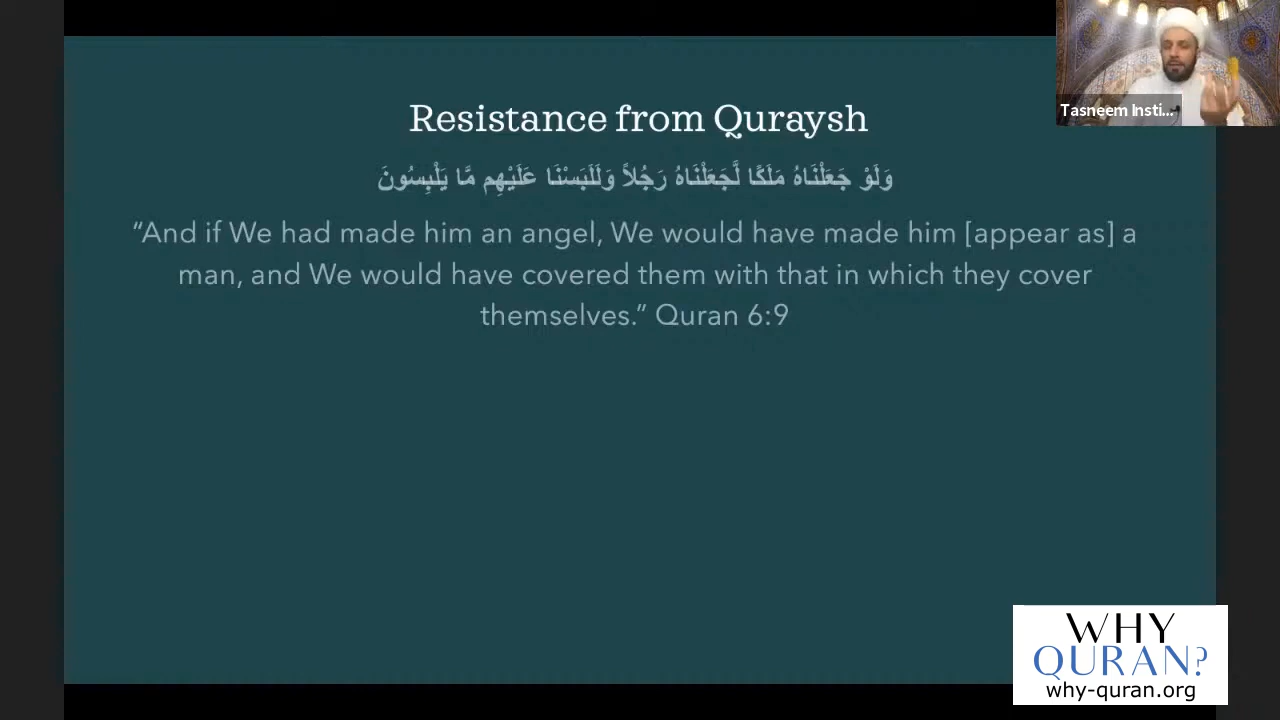 Tasneem Insti...
Resistance from Quraysh
وَلَوْ جَعَلْنَاهُ مَلَكًا لَّجَعَلْنَاهُ رَجُلاً وَلَلَبَسْنَا عَلَيْهِم مَّا يَلْبِسُونَ
“And if We had made him an angel, We would have made him [appear as] a
man, and We would have covered them with that in which they cover
themselves.” Quran 6:9
WHY
QURAN?
why-quran.org